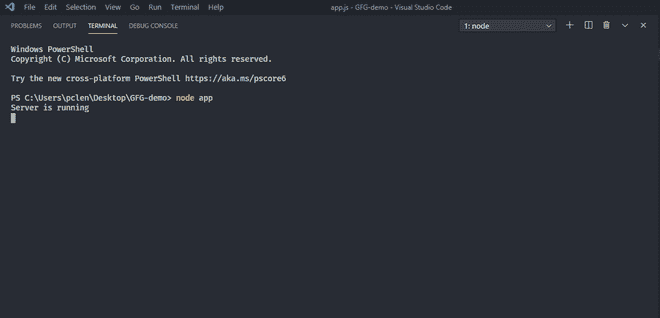 File Edit Selection View Go Run Terminal Help app.js - GFG-demo - Visual Studio Code
PROBLEMS OUTPUT TERMINAL DEBUG CONSOLE 1: node
Windows PowerShell
Copyright (C) Microsoft Corporation. All rights reserved.
Try the new cross-platform PowerShell https://aka.ms/pscore6
PS C:\Users\pclen\Desktop\GFG-demo> node app
Server is running